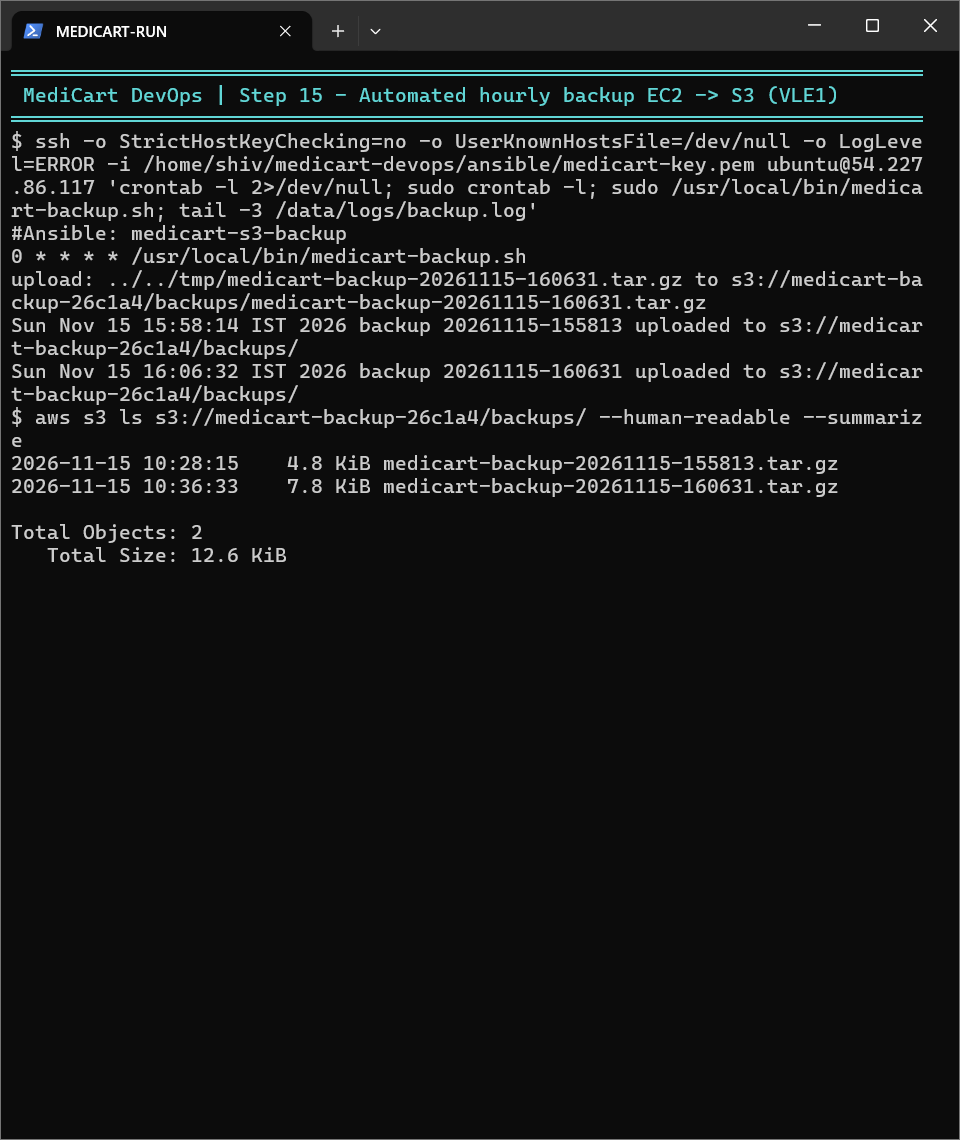 MEDICART-RUN
MediCart DevOps | Step 15 - Automated hourly backup EC2 -> S3 (VLE1)
$ ssh -o StrictHostKeyChecking=no -o UserKnownHostsFile=/dev/null -o LogLeve
l=ERROR -i /home/shiv/medicart-devops/ansible/medicart-key.pem ubuntu@54.227
.86.117 'crontab -l 2>/dev/null; sudo crontab -l; sudo /usr/local/bin/medica
rt-backup.sh; tail -3 /data/logs/backup.log'
#Ansible: medicart-s3-backup
0 * * * * /usr/local/bin/medicart-backup.sh
upload: ../../tmp/medicart-backup-20261115-160631.tar.gz to s3://medicart-ba
ckup-26c1a4/backups/medicart-backup-20261115-160631.tar.gz
Sun Nov 15 15:58:14 IST 2026 backup 20261115-155813 uploaded to s3://medicar
t-backup-26c1a4/backups/
Sun Nov 15 16:06:32 IST 2026 backup 20261115-160631 uploaded to s3://medicar
t-backup-26c1a4/backups/
$ aws s3 ls s3://medicart-backup-26c1a4/backups/ --human-readable --summariz
e
2026-11-15 10:28:15    4.8 KiB medicart-backup-20261115-155813.tar.gz
2026-11-15 10:36:33    7.8 KiB medicart-backup-20261115-160631.tar.gz
Total Objects: 2
   Total Size: 12.6 KiB